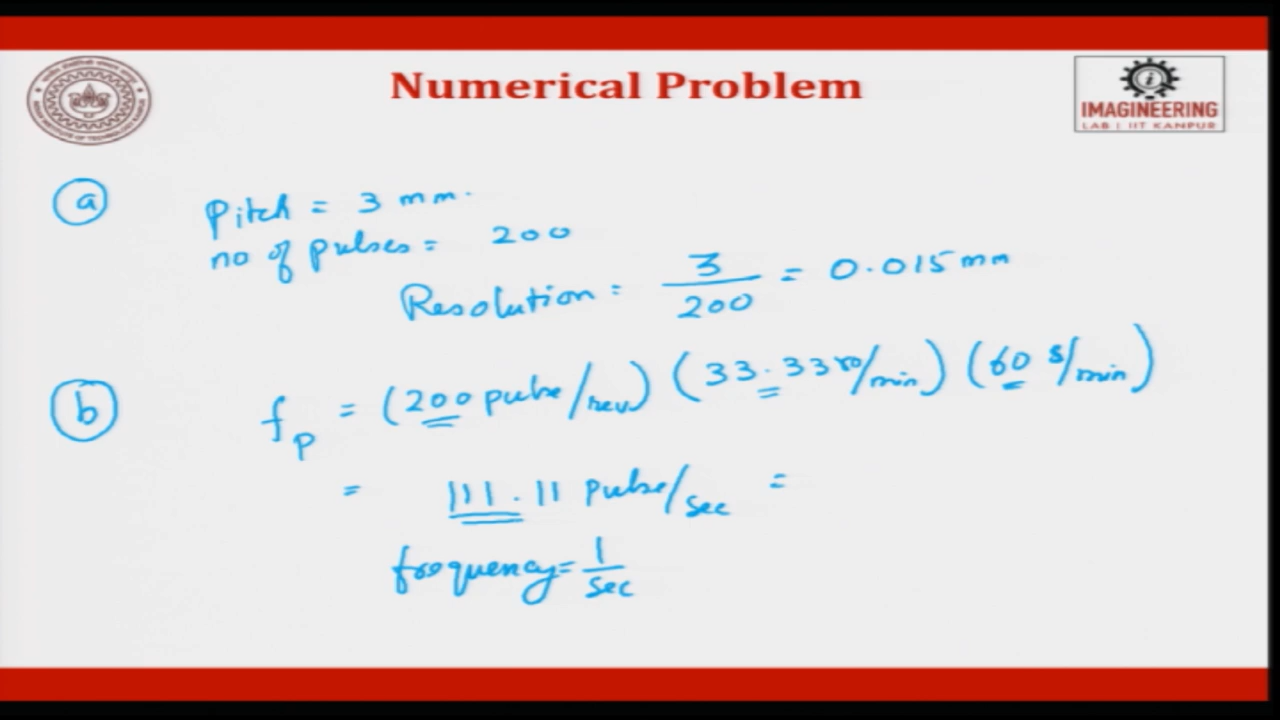 Numerical Problem
IMAGINEERING
LAB | IIT KANPUR
a
Pitch = 3 mm.
no of pulses = 200
Resolution = 3/200 = 0.015 mm
b
fp = (200 pulse/rev) (33.33 ro/min) (60 s/min)
= 111.11 pulse/sec =
frequency = 1/sec